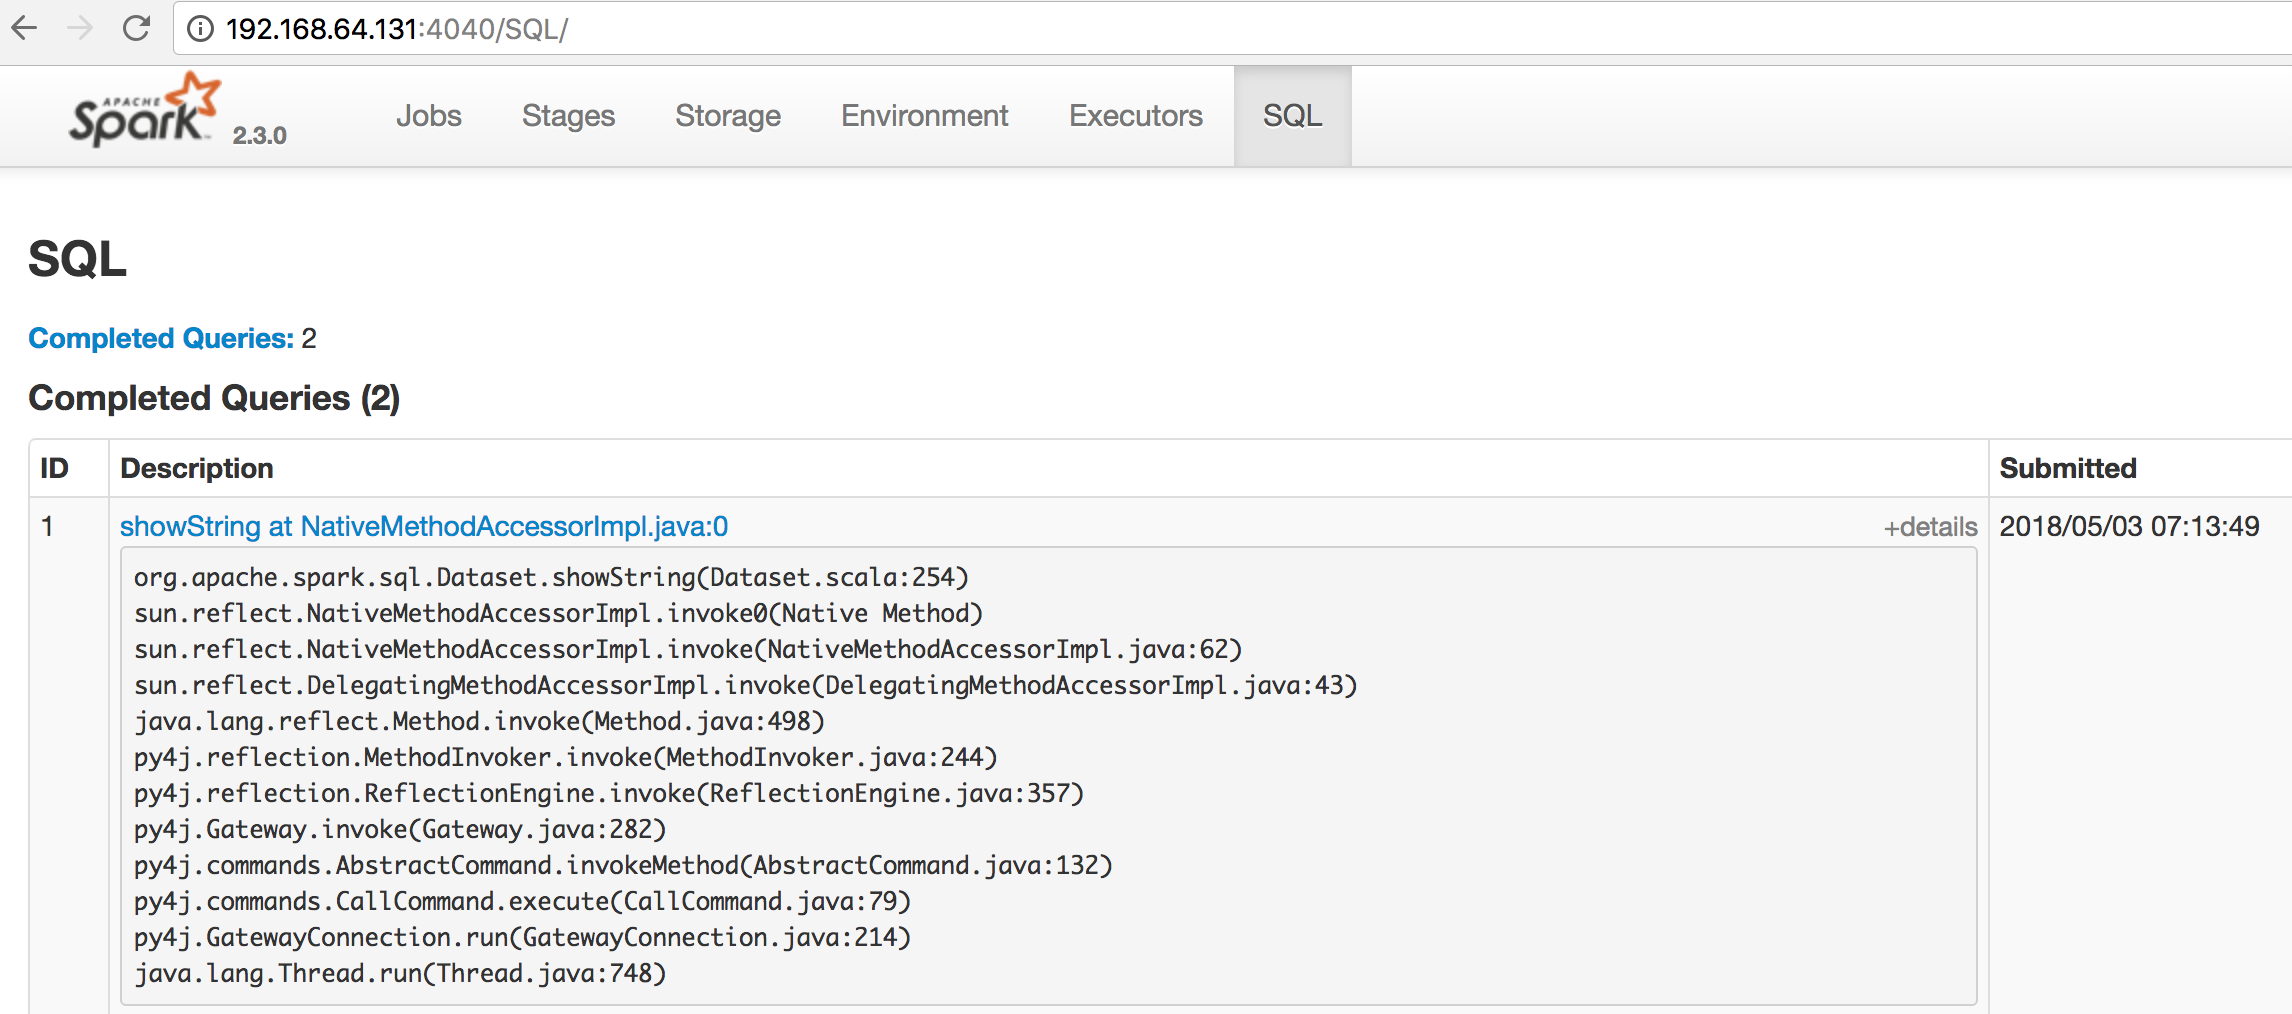 192.168.64.131:4040/SQL/
APACHE
Spark™ 2.3.0 Jobs Stages Storage Environment Executors SQL
SQL
Completed Queries: 2
Completed Queries (2)
ID Description Submitted
1 showString at NativeMethodAccessorImpl.java:0 +details 2018/05/03 07:13:49
org.apache.spark.sql.Dataset.showString(Dataset.scala:254)
sun.reflect.NativeMethodAccessorImpl.invoke0(Native Method)
sun.reflect.NativeMethodAccessorImpl.invoke(NativeMethodAccessorImpl.java:62)
sun.reflect.DelegatingMethodAccessorImpl.invoke(DelegatingMethodAccessorImpl.java:43)
java.lang.reflect.Method.invoke(Method.java:498)
py4j.reflection.MethodInvoker.invoke(MethodInvoker.java:244)
py4j.reflection.ReflectionEngine.invoke(ReflectionEngine.java:357)
py4j.Gateway.invoke(Gateway.java:282)
py4j.commands.AbstractCommand.invokeMethod(AbstractCommand.java:132)
py4j.commands.CallCommand.execute(CallCommand.java:79)
py4j.GatewayConnection.run(GatewayConnection.java:214)
java.lang.Thread.run(Thread.java:748)